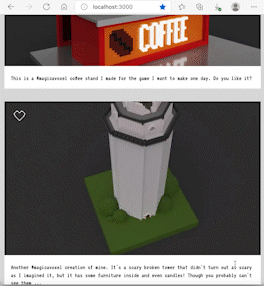 localhost:3000
COFFEE
This is a #magicavoxel coffee stand I made for the game I want to make one day. Do you like it?
Another #magicavoxel creation of mine. It's a scary broken tower that didn't turn out as scary
as I imagined it, but it has some furniture inside and even candles! Though you probably can't
see them ...